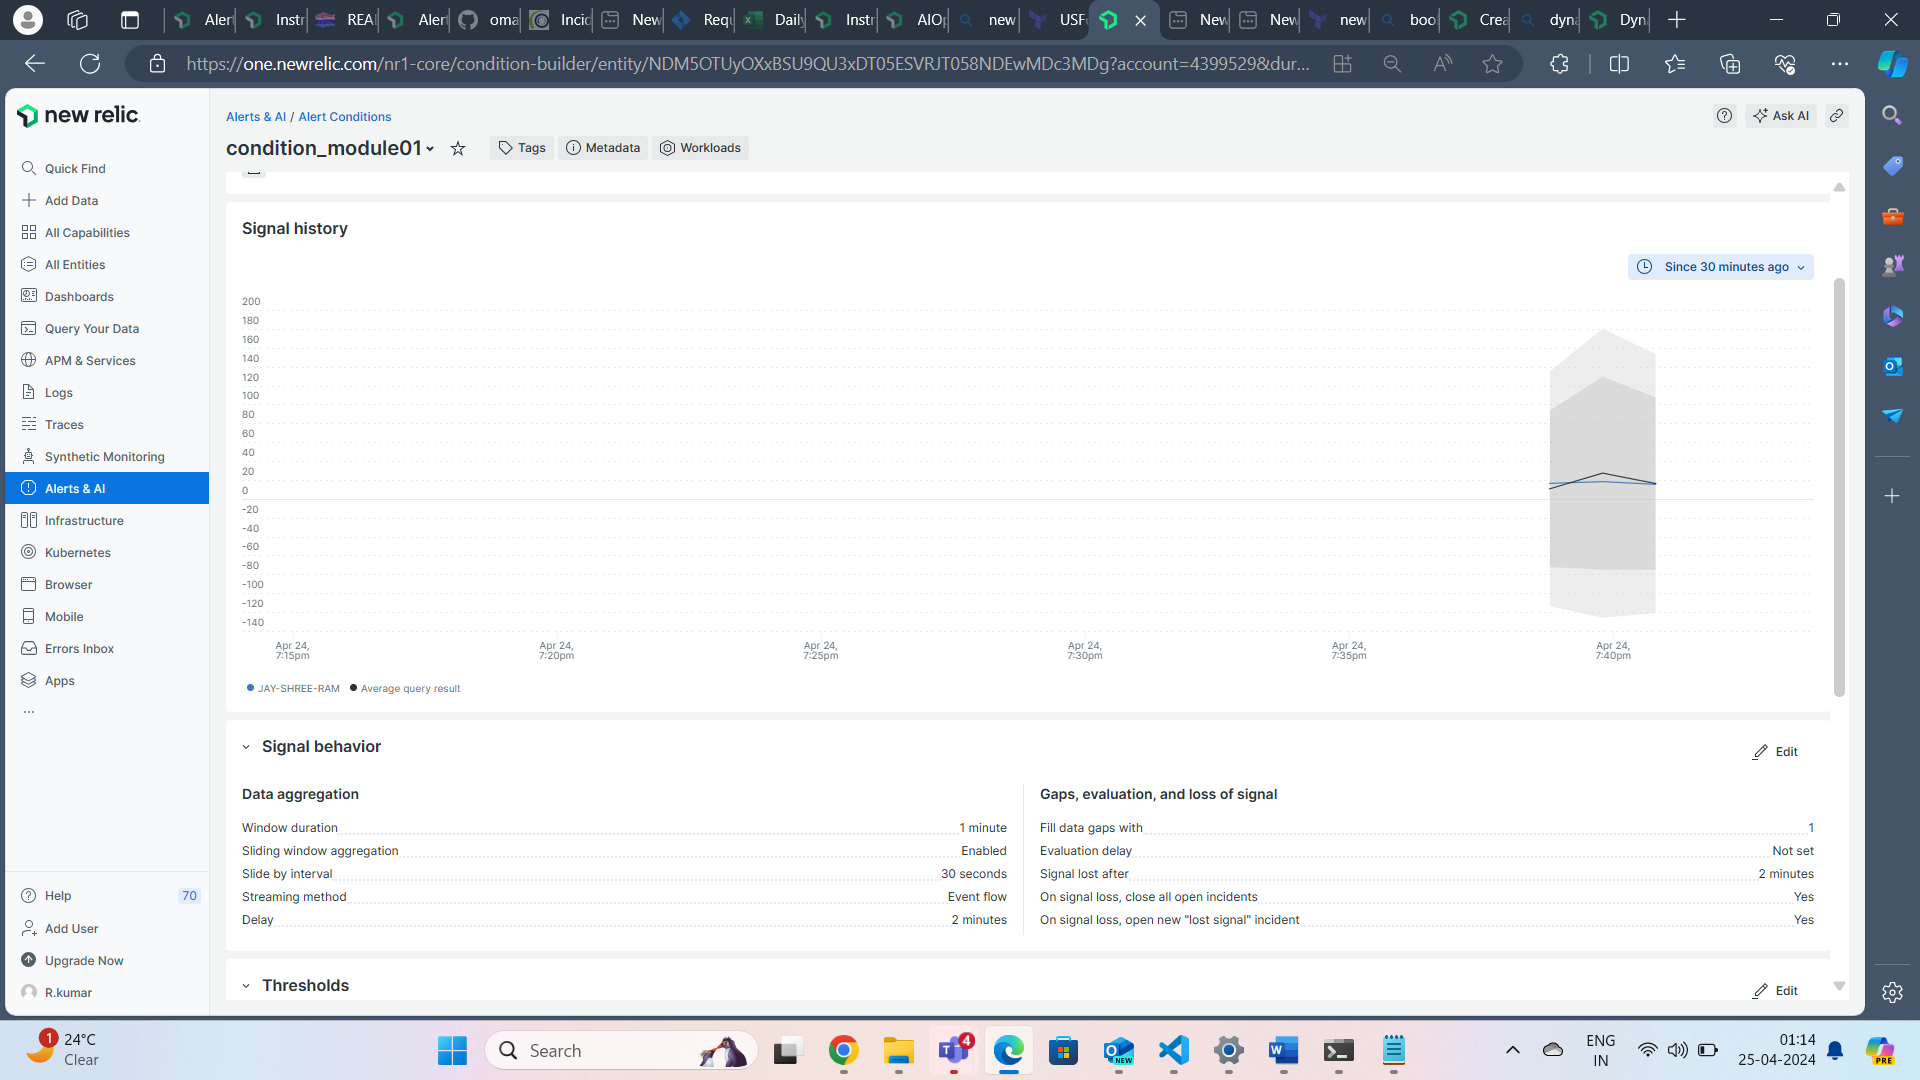 Aler
Instr
REAL
Aler
oma
Incid
New
Requ
Daily
Instr
AIOp
new
USFo
New
New
new
boo
Crea
dyna
Dyna
https://one.newrelic.com/nr1-core/condition-builder/entity/NDM5OTUyOXxBSU9QU3xDT05ESVRJT058NDEwMDc3MDg?account=4399529&dur...
new relic
Quick Find
Add Data
All Capabilities
All Entities
Dashboards
Query Your Data
APM & Services
Logs
Traces
Synthetic Monitoring
Alerts & AI
Infrastructure
Kubernetes
Browser
Mobile
Errors Inbox
Apps
...
Help 70
Add User
Upgrade Now
R.kumar
Alerts & AI / Alert Conditions
Ask AI
condition_module01
Tags
Metadata
Workloads
Signal history
Since 30 minutes ago
200
180
160
140
120
100
80
60
40
20
0
-20
-40
-60
-80
-100
-120
-140
Apr 24,
7:15pm
Apr 24,
7:20pm
Apr 24,
7:25pm
Apr 24,
7:30pm
Apr 24,
7:35pm
Apr 24,
7:40pm
JAY-SHREE-RAM Average query result
Signal behavior
Edit
Data aggregation
Window duration 1 minute
Sliding window aggregation Enabled
Slide by interval 30 seconds
Streaming method Event flow
Delay 2 minutes
Gaps, evaluation, and loss of signal
Fill data gaps with 1
Evaluation delay Not set
Signal lost after 2 minutes
On signal loss, close all open incidents Yes
On signal loss, open new "lost signal" incident Yes
Thresholds
Edit
1
24°C
Clear
Search
4
NEW
ENG
IN
01:14
25-04-2024
PRE